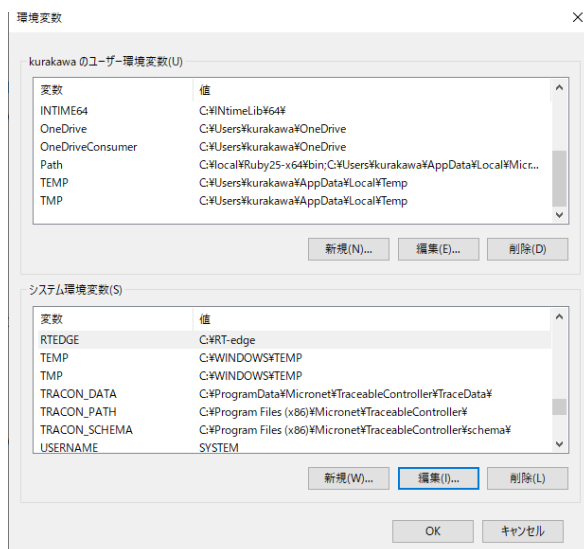 環境変数
kurakawa のユーザー環境変数(U)
変数 値
INTIME64 C:¥INtimeLib¥64¥
OneDrive C:¥Users¥kurakawa¥OneDrive
OneDriveConsumer C:¥Users¥kurakawa¥OneDrive
Path C:¥local¥Ruby25-x64¥bin;C:¥Users¥kurakawa¥AppData¥Local¥Micr...
TEMP C:¥Users¥kurakawa¥AppData¥Local¥Temp
TMP C:¥Users¥kurakawa¥AppData¥Local¥Temp
新規(N)... 編集(E)... 削除(D)
システム環境変数(S)
変数 値
RTEDGE C:¥RT-edge
TEMP C:¥WINDOWS¥TEMP
TMP C:¥WINDOWS¥TEMP
TRACON_DATA C:¥ProgramData¥Micronet¥TraceableController¥TraceData¥
TRACON_PATH C:¥Program Files (x86)¥Micronet¥TraceableController¥
TRACON_SCHEMA C:¥Program Files (x86)¥Micronet¥TraceableController¥schema¥
USERNAME SYSTEM
新規(W)... 編集(I)... 削除(L)
OK キャンセル